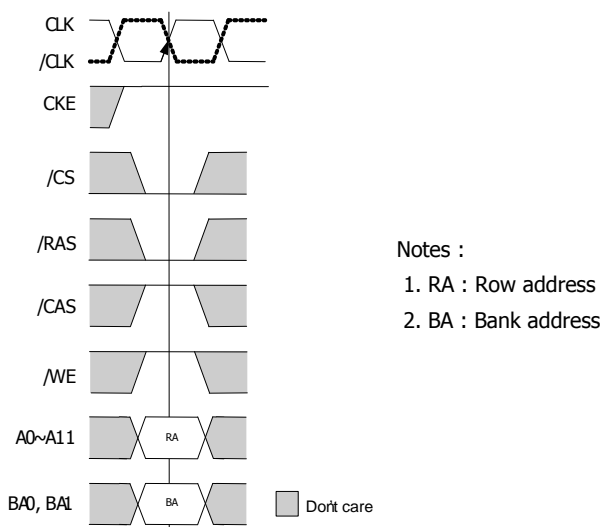 CLK
/CLK
CKE
/CS
/RAS
/CAS
/WE
A0~A11
RA
BA0, BA1
BA
Don't care
Notes :
1. RA : Row address
2. BA : Bank address